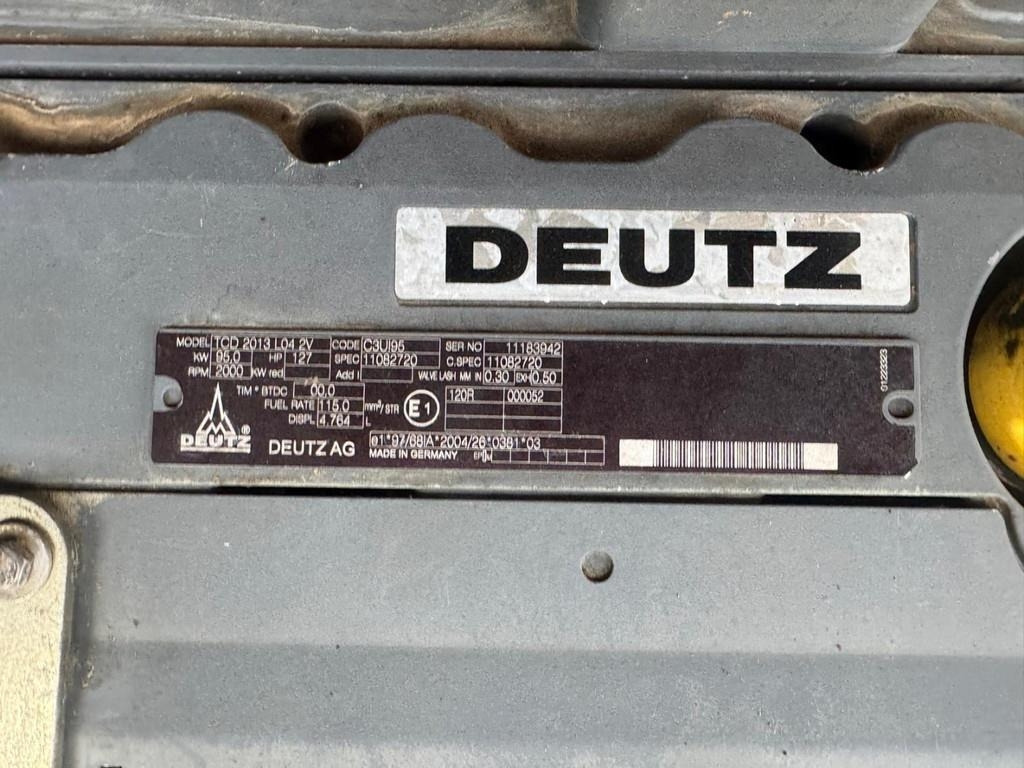 DEUTZ
MODEL TCD 2013 L04 2V CODE C3UI95 SER NO 11183942
KW 95,0 HP 127 SPEC 11082720 C.SPEC 11082720
RPM 2000 KW red Add I VALVE LASH MM IN 0.30 EXH 0.50
TIM ° BTDC 00,0 120R 000052
FUEL RATE 115,0 mm³/STR E1
DISPL 4.764 L
DEUTZ ® DEUTZ AG e1*97/68IA*2004/26*0381*03
MADE IN GERMANY
01223323